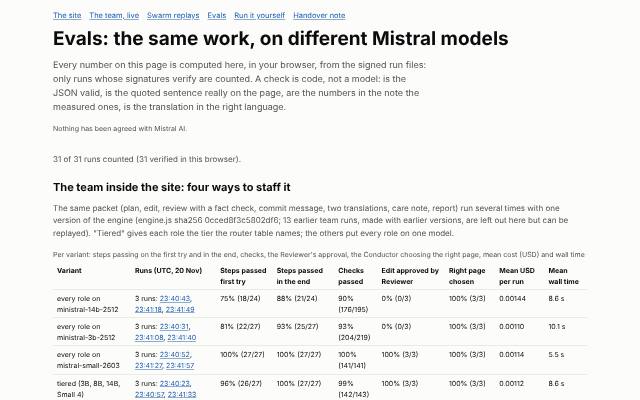 The site The team, live Swarm replays Evals Run it yourself Handover note
Evals: the same work, on different Mistral models
Every number on this page is computed here, in your browser, from the signed run files:
only runs whose signatures verify are counted. A check is code, not a model: is the
JSON valid, is the quoted sentence really on the page, are the numbers in the note the
measured ones, is the translation in the right language.
Nothing has been agreed with Mistral AI.
31 of 31 runs counted (31 verified in this browser).
The team inside the site: four ways to staff it
The same packet (plan, edit, review with a fact check, commit message, two translations, care note, report) run several times with one
version of the engine (engine.js sha256 0cced8f3c5802df6; 13 earlier team runs, made with earlier versions, are left out here but can be
replayed). "Tiered" gives each role the tier the router table names; the others put every role on one model.
Per variant: steps passing on the first try and in the end, checks, the Reviewer's approval, the Conductor choosing the right page, mean cost (USD) and wall time
Variant Runs (UTC, 20 Nov) Steps passed first try Steps passed in the end Checks passed Edit approved by Reviewer Right page chosen Mean USD per run Mean wall time
every role on ministral-14b-2512 3 runs: 23:40:43, 23:41:18, 23:41:49 75% (18/24) 88% (21/24) 90% (176/195) 0% (0/3) 100% (3/3) 0.00144 8.6 s
every role on ministral-3b-2512 3 runs: 23:40:31, 23:41:08, 23:41:40 81% (22/27) 93% (25/27) 93% (204/219) 0% (0/3) 100% (3/3) 0.00110 10.1 s
every role on mistral-small-2603 3 runs: 23:40:52, 23:41:27, 23:41:57 100% (27/27) 100% (27/27) 100% (141/141) 100% (3/3) 100% (3/3) 0.00114 5.5 s
tiered (3B, 8B, 14B, Small 4) 3 runs: 23:40:23, 23:40:57, 23:41:33 96% (26/27) 100% (27/27) 99% (142/143) 100% (3/3) 100% (3/3) 0.00112 8.6 s